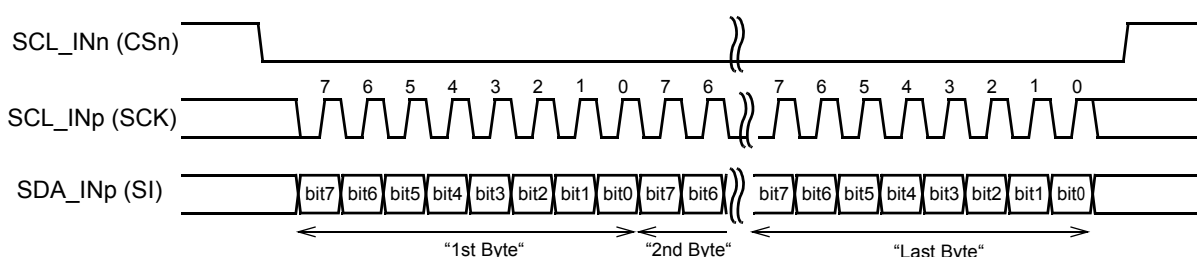 SCL_INn (CSn)
7 6 5 4 3 2 1 0 7 6 7 6 5 4 3 2 1 0
SCL_INp (SCK)
SDA_INp (SI) bit7 bit6 bit5 bit4 bit3 bit2 bit1 bit0 bit7 bit6 bit7 bit6 bit5 bit4 bit3 bit2 bit1 bit0
“1st Byte“ “2nd Byte“ “Last Byte“